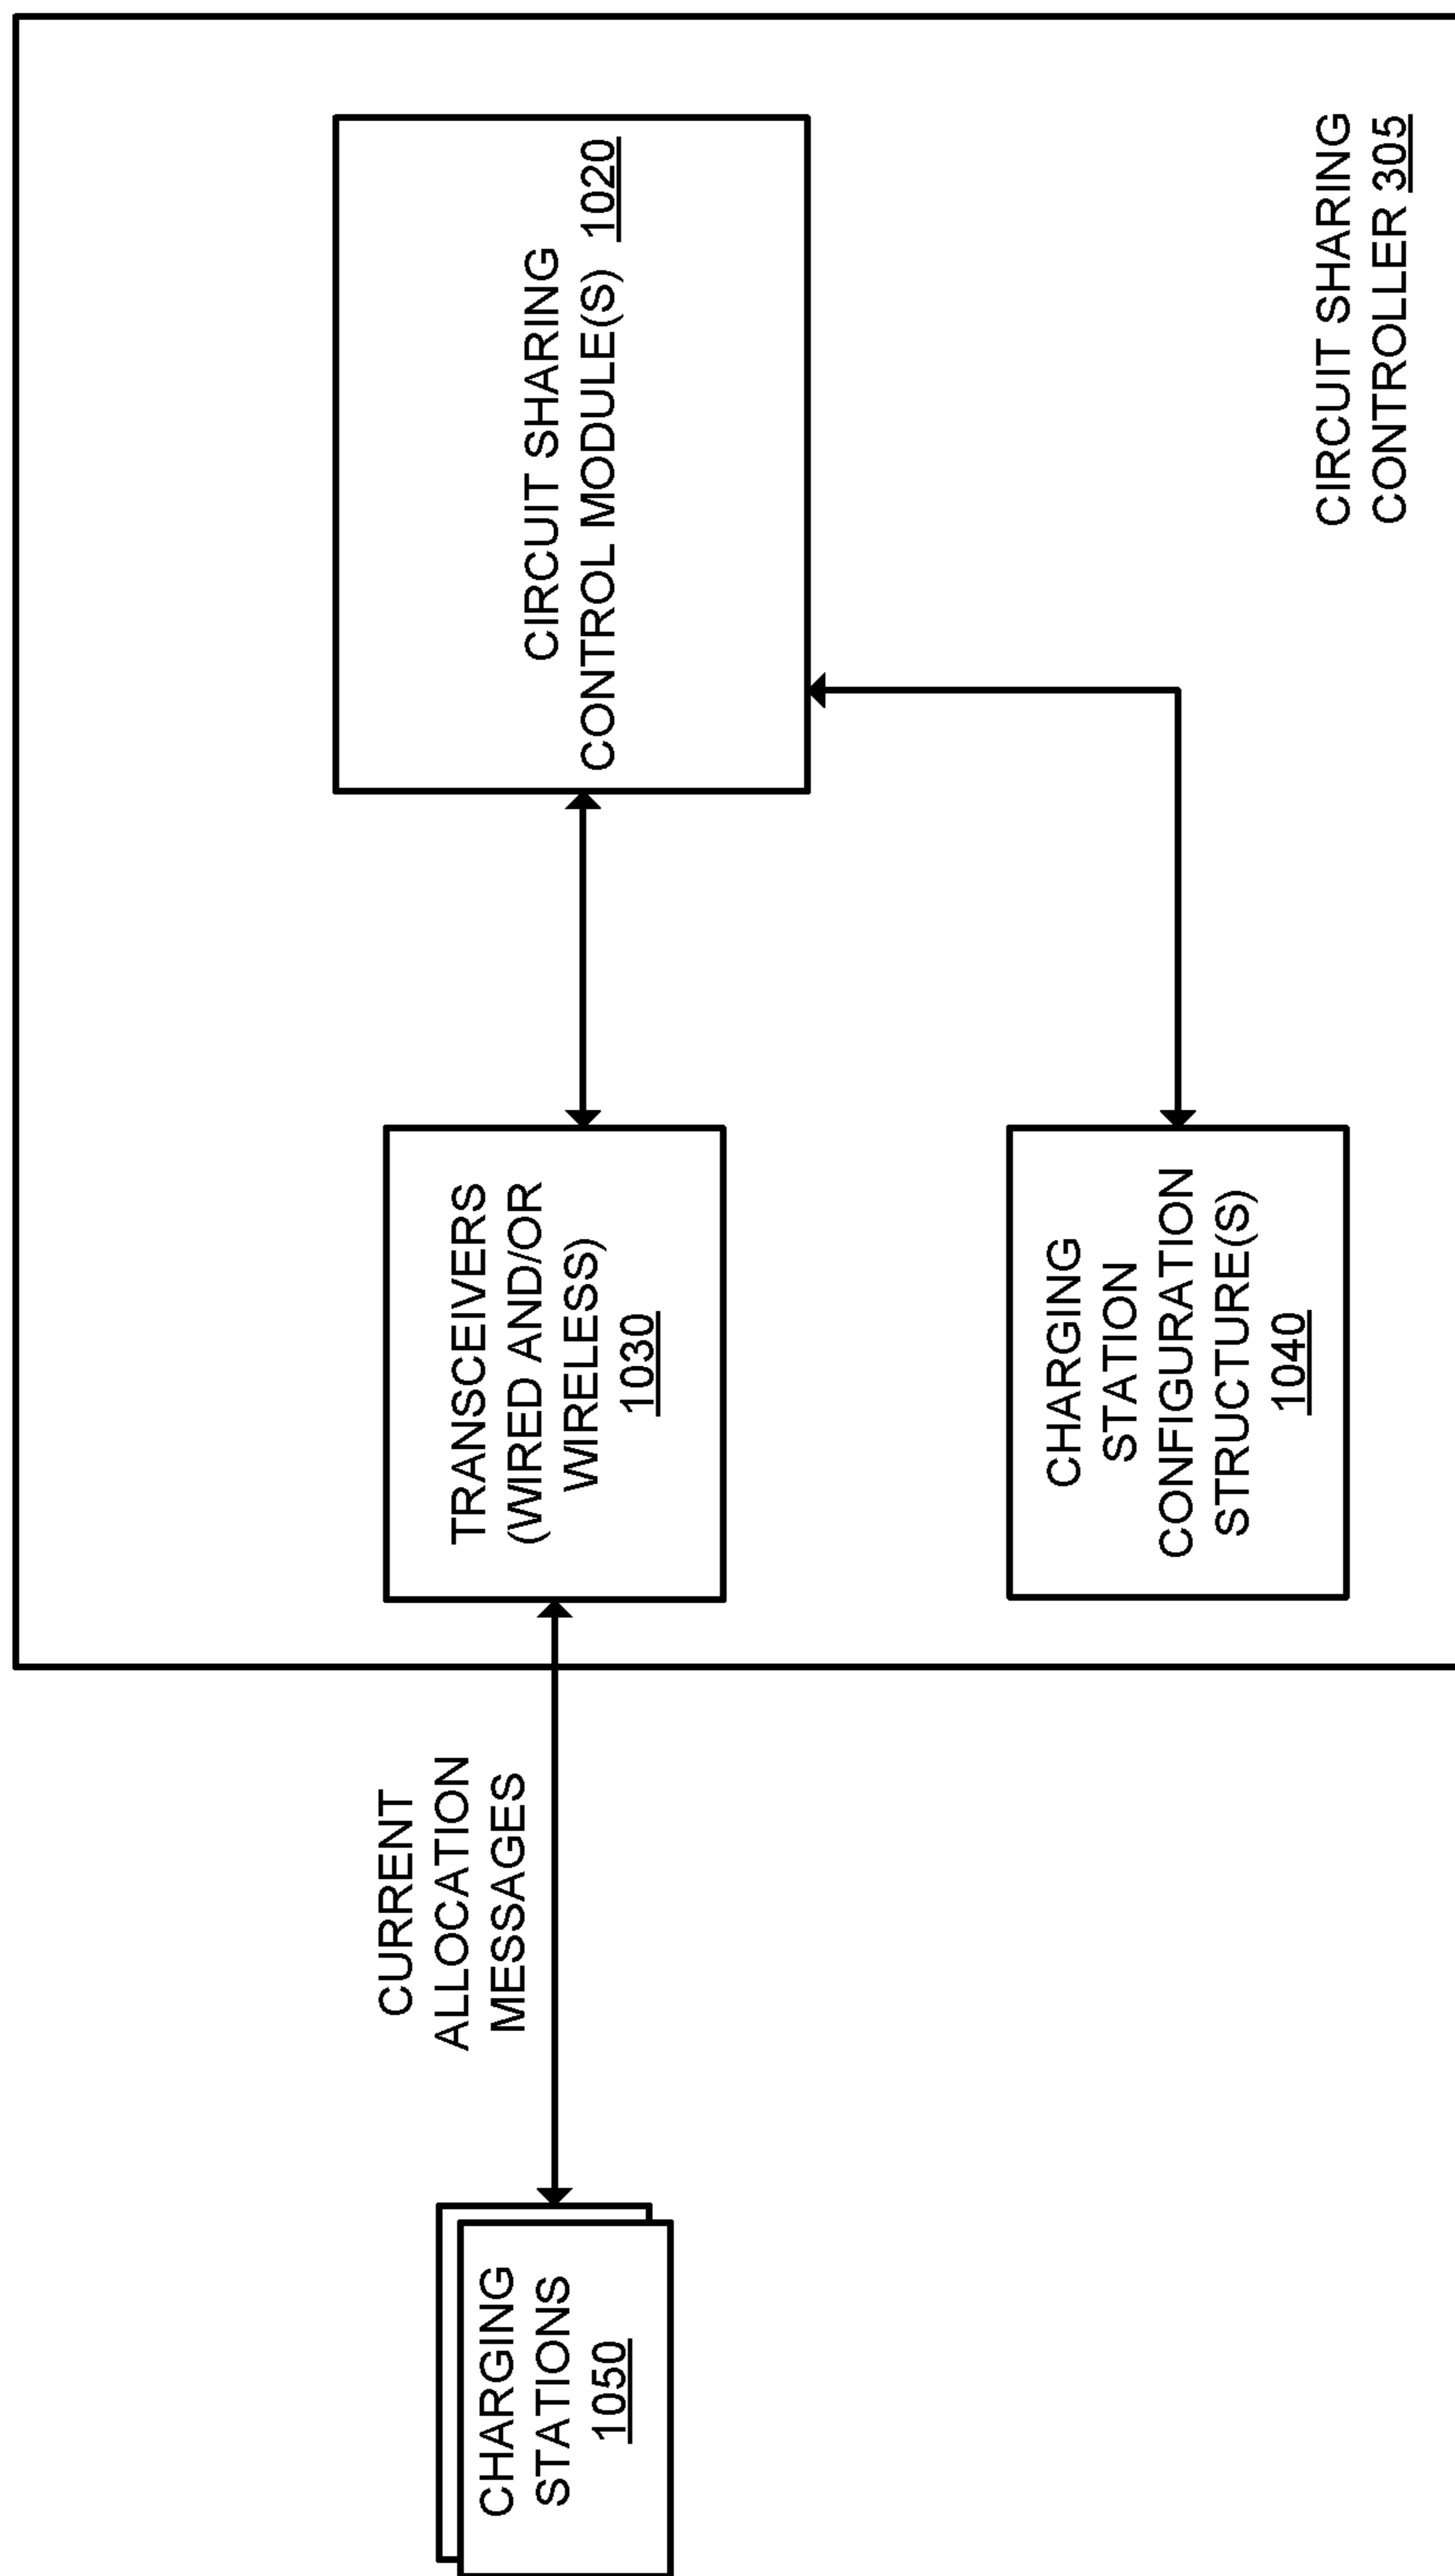 CHARGING
STATIONS
1050
CURRENT
ALLOCATION
MESSAGES
TRANSCEIVERS
(WIRED AND/OR
WIRELESS)
1030
CIRCUIT SHARING
CONTROL MODULE(S) 1020
CHARGING
STATION
CONFIGURATION
STRUCTURE(S)
1040
CIRCUIT SHARING
CONTROLLER 305